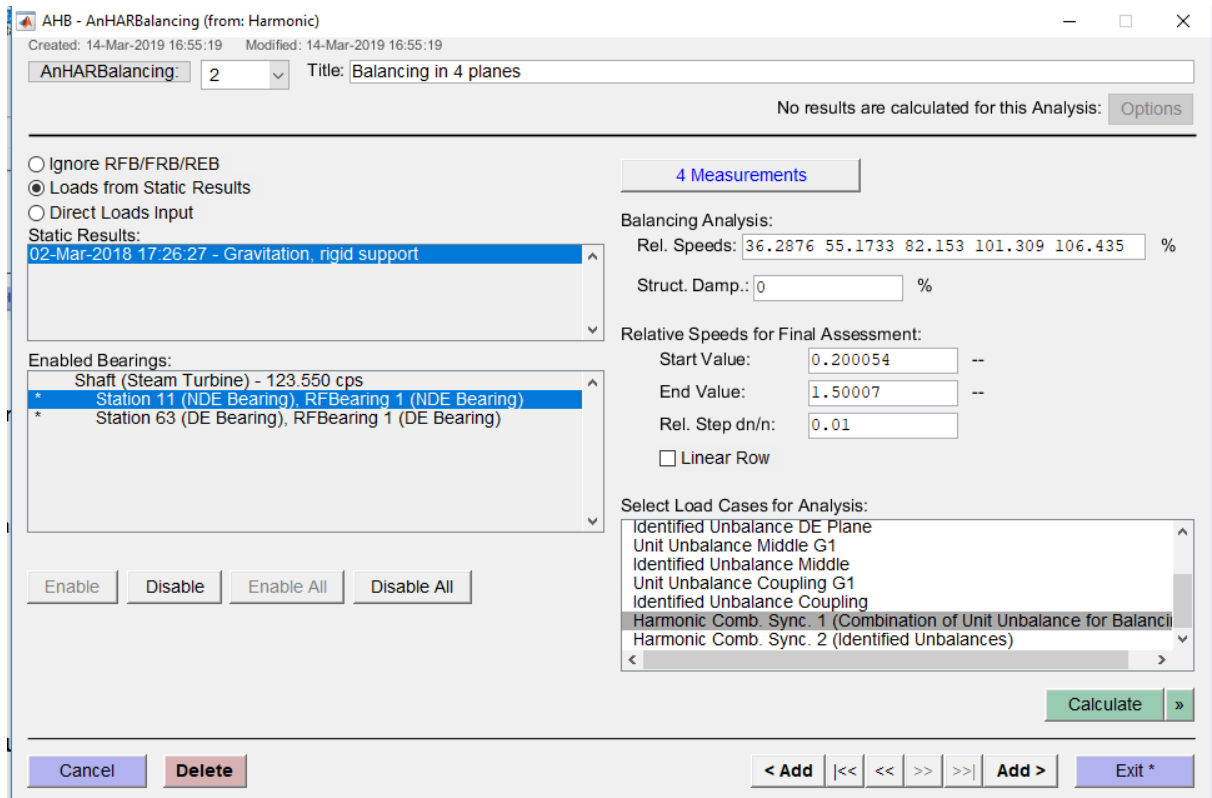 AHB - AnHARBalancing (from: Harmonic)
Created: 14-Mar-2019 16:55:19 Modified: 14-Mar-2019 16:55:19
AnHARBalancing: 2 Title: Balancing in 4 planes
No results are calculated for this Analysis: Options
Ignore RFB/FRB/REB
Loads from Static Results
Direct Loads Input
Static Results:
02-Mar-2018 17:26:27 - Gravitation, rigid support
Enabled Bearings:
Shaft (Steam Turbine) - 123.550 cps
* Station 11 (NDE Bearing), RFBearing 1 (NDE Bearing)
* Station 63 (DE Bearing), RFBearing 1 (DE Bearing)
Enable Disable Enable All Disable All
4 Measurements
Balancing Analysis:
Rel. Speeds: 36.2876 55.1733 82.153 101.309 106.435 %
Struct. Damp.: 0 %
Relative Speeds for Final Assessment:
Start Value: 0.200054 --
End Value: 1.50007 --
Rel. Step dn/n: 0.01
Linear Row
Select Load Cases for Analysis:
Identified Unbalance DE Plane
Unit Unbalance Middle G1
Identified Unbalance Middle
Unit Unbalance Coupling G1
Identified Unbalance Coupling
Harmonic Comb. Sync. 1 (Combination of Unit Unbalance for Balanci
Harmonic Comb. Sync. 2 (Identified Unbalances)
Calculate »
Cancel Delete < Add |<< << >> >>| Add > Exit *